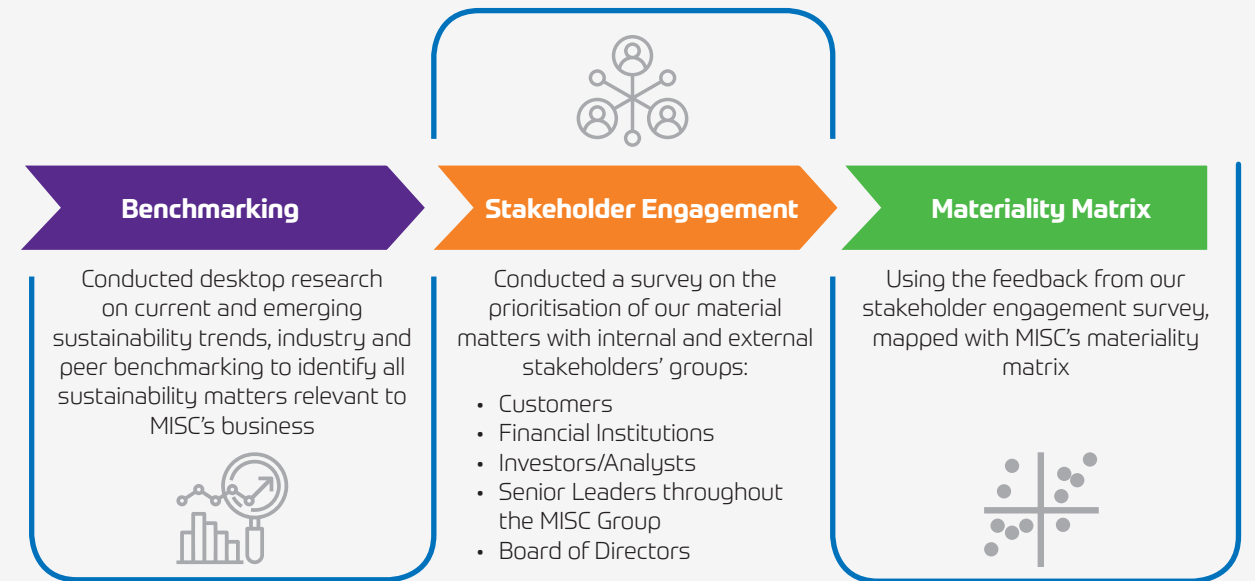 Benchmarking
Conducted desktop research
on current and emerging
sustainability trends, industry and
peer benchmarking to identify all
sustainability matters relevant to
MISC's business
Stakeholder Engagement
Conducted a survey on the
prioritisation of our material
matters with internal and external
stakeholders' groups:
• Customers
• Financial Institutions
• Investors/Analysts
• Senior Leaders throughout
the MISC Group
• Board of Directors
Materiality Matrix
Using the feedback from our
stakeholder engagement survey,
mapped with MISC's materiality
matrix